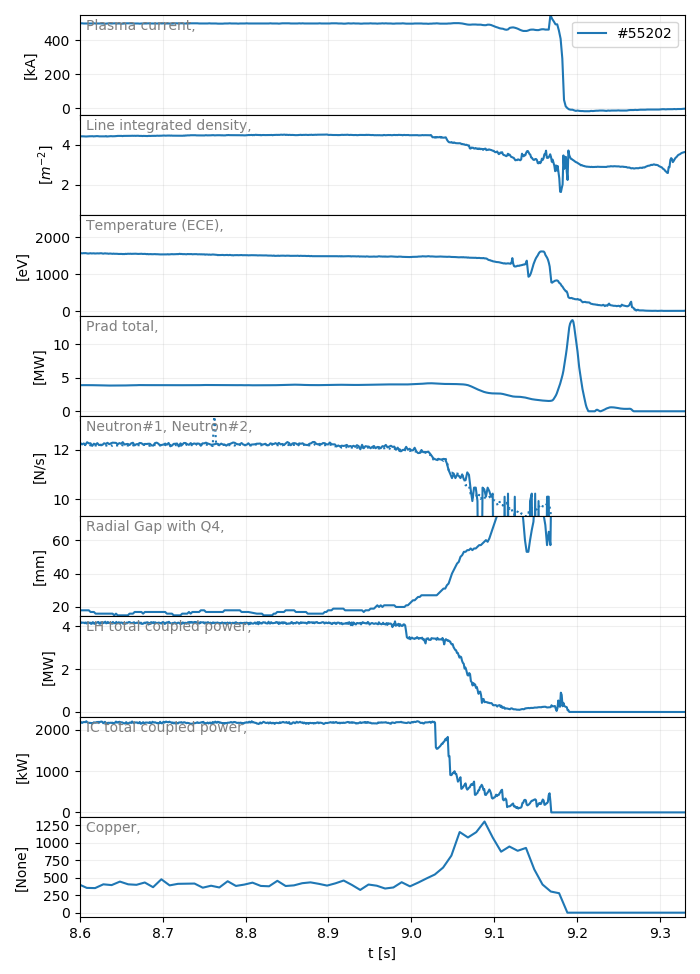 Plasma current,
#55202
400
200
0
[kA]
Line integrated density,
4
2
[m⁻²]
Temperature (ECE),
2000
1000
0
[eV]
Prad total,
10
5
0
[MW]
Neutron#1, Neutron#2,
12
10
[N/s]
Radial Gap with Q4,
60
40
20
[mm]
LH total coupled power,
4
2
0
[MW]
IC total coupled power,
2000
1000
0
[kW]
Copper,
1250
1000
750
500
250
0
[None]
8.6 8.7 8.8 8.9 9.0 9.1 9.2 9.3
t [s]